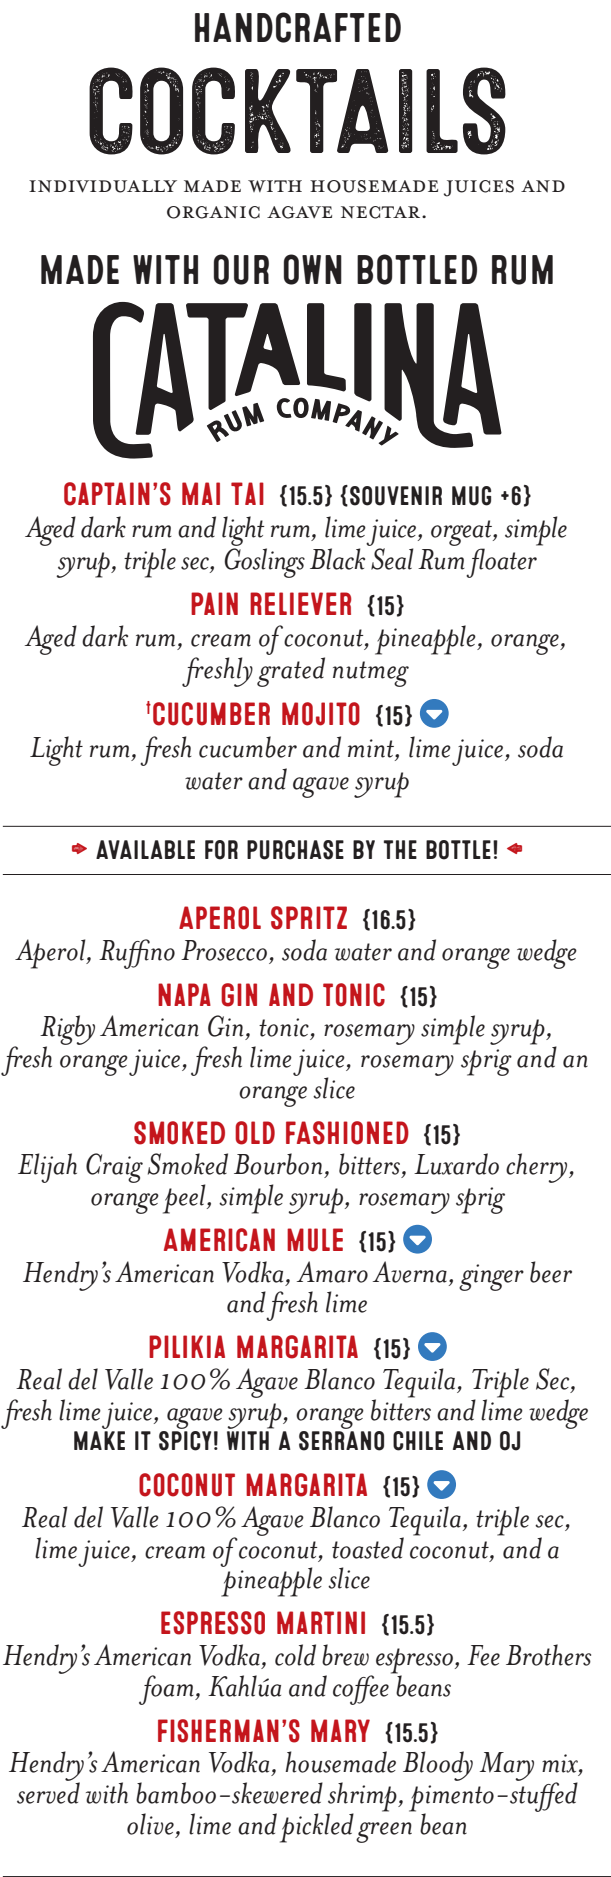 HANDCRAFTED
COCKTAILS
INDIVIDUALLY MADE WITH HOUSEMADE JUICES AND
ORGANIC AGAVE NECTAR.
MADE WITH OUR OWN BOTTLED RUM
CATALINA
RUM COMPANY
CAPTAIN'S MAI TAI {15.5} {SOUVENIR MUG +6}
Aged dark rum and light rum, lime juice, orgeat, simple
syrup, triple sec, Goslings Black Seal Rum floater
PAIN RELIEVER {15}
Aged dark rum, cream of coconut, pineapple, orange,
freshly grated nutmeg
†CUCUMBER MOJITO {15}
Light rum, fresh cucumber and mint, lime juice, soda
water and agave syrup
AVAILABLE FOR PURCHASE BY THE BOTTLE!
APEROL SPRITZ {16.5}
Aperol, Ruffino Prosecco, soda water and orange wedge
NAPA GIN AND TONIC {15}
Rigby American Gin, tonic, rosemary simple syrup,
fresh orange juice, fresh lime juice, rosemary sprig and an
orange slice
SMOKED OLD FASHIONED {15}
Elijah Craig Smoked Bourbon, bitters, Luxardo cherry,
orange peel, simple syrup, rosemary sprig
AMERICAN MULE {15}
Hendry's American Vodka, Amaro Averna, ginger beer
and fresh lime
PILIKIA MARGARITA {15}
Real del Valle 100% Agave Blanco Tequila, Triple Sec,
fresh lime juice, agave syrup, orange bitters and lime wedge
MAKE IT SPICY! WITH A SERRANO CHILE AND OJ
COCONUT MARGARITA {15}
Real del Valle 100% Agave Blanco Tequila, triple sec,
lime juice, cream of coconut, toasted coconut, and a
pineapple slice
ESPRESSO MARTINI {15.5}
Hendry's American Vodka, cold brew espresso, Fee Brothers
foam, Kahlúa and coffee beans
FISHERMAN'S MARY {15.5}
Hendry's American Vodka, housemade Bloody Mary mix,
served with bamboo-skewered shrimp, pimento-stuffed
olive, lime and pickled green bean